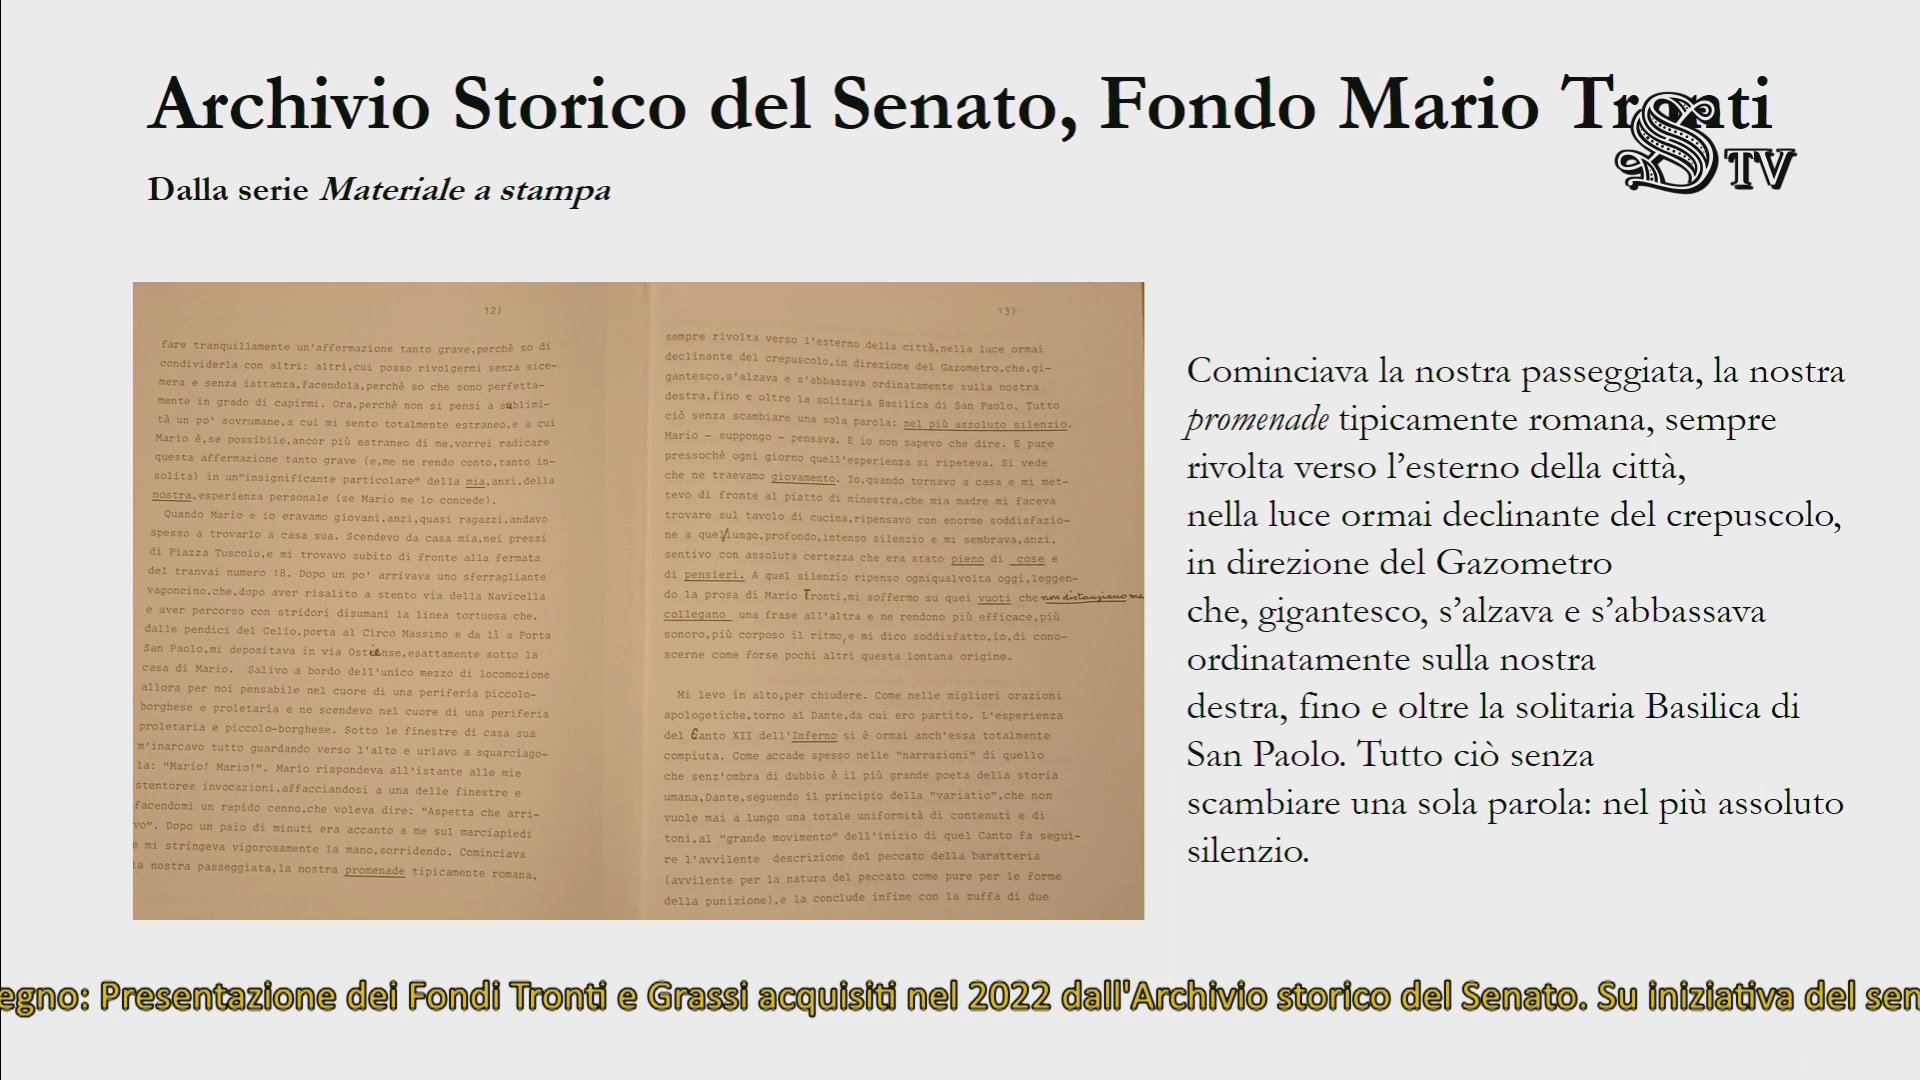 Archivio Storico del Senato, Fondo Mario Tronti
S TV
Dalla serie Materiale a stampa
12)
fare tranquillamente un'affermazione tanto grave,perchè so di
condividerla con altri: altri,cui posso rivolgermi senza sice-
mera e senza iattanza,facendola,perchè so che sono perfetta-
mente in grado di capirmi. Ora,perchè non si pensi a sublimi-
tà un po' sovrumane,a cui mi sento totalmente estraneo,e a cui
Mario è,se possibile,ancor più estraneo di me,vorrei radicare
questa affermazione tanto grave (e,me ne rendo conto,tanto in-
solita) in un"insignificante particolare" della mia,anzi,della
nostra,esperienza personale (se Mario me lo concede).
Quando Mario e io eravamo giovani,anzi,quasi ragazzi,andavo
spesso a trovarlo a casa sua. Scendevo da casa mia,nei pressi
di Piazza Tuscolo,e mi trovavo subito di fronte alla fermata
del tranvai numero 18. Dopo un po' arrivava uno sferragliante
vagoncino,che,dopo aver risalito a stento via della Navicella
e aver percorso con stridori disumani la linea tortuosa che,
dalle pendici del Celio,porta al Circo Massimo e da lì a Porta
San Paolo,mi depositava in via Ostiense,esattamente sotto la
casa di Mario. Salivo a bordo dell'unico mezzo di locomozione
allora per noi pensabile nel cuore di una periferia piccolo-
borghese e proletaria e ne scendevo nel cuore di una periferia
proletaria e piccolo-borghese. Sotto le finestre di casa sua
m'inarcavo tutto guardando verso l'alto e urlavo a squarciago-
la: "Mario! Mario!". Mario rispondeva all'istante alle mie
stentoree invocazioni,affacciandosi a una delle finestre e
facendomi un rapido cenno,che voleva dire: "Aspetta che arri-
vo". Dopo un paio di minuti era accanto a me sul marciapiedi
e mi stringeva vigorosamente la mano,sorridendo. Cominciava
la nostra passeggiata,la nostra promenade tipicamente romana,
13)
sempre rivolta verso l'esterno della città,nella luce ormai
declinante del crepuscolo,in direzione del Gazometro,che,gi-
gantesco,s'alzava e s'abbassava ordinatamente sulla nostra
destra,fino e oltre la solitaria Basilica di San Paolo. Tutto
ciò senza scambiare una sola parola: nel più assoluto silenzio.
Mario - suppongo - pensava. E io non sapevo che dire. E pure
pressochè ogni giorno quell'esperienza si ripeteva. Si vede
che ne traevamo giovamento. Io,quando tornavo a casa e mi met-
tevo di fronte al piatto di minestra,che mia madre mi faceva
trovare sul tavolo di cucina,ripensavo con enorme soddisfazio-
ne a quel lungo,profondo,intenso silenzio e mi sembrava,anzi,
sentivo con assoluta certezza che era stato pieno di cose e
di pensieri. A quel silenzio ripenso ogniqualvolta oggi,leggen-
do la prosa di Mario Tronti,mi soffermo su quei vuoti che non distanziano ma
collegano una frase all'altra e ne rendono più efficace,più
sonoro,più corposo il ritmo,e mi dico soddisfatto,io,di cono-
scerne come forse pochi altri questa lontana origine.
Mi levo in alto,per chiudere. Come nelle migliori orazioni
apologetiche,torno al Dante,da cui ero partito. L'esperienza
del Canto XII dell'Inferno si è ormai anch'essa totalmente
compiuta. Come accade spesso nelle "narrazioni" di quello
che senz'ombra di dubbio è il più grande poeta della storia
umana,Dante,seguendo il principio della "variatio",che non
vuole mai a lungo una totale uniformità di contenuti e di
toni,al "grande movimento" dell'inizio di quel Canto fa segui-
re l'avvilente descrizione del peccato della baratteria
(avvilente per la natura del peccato come pure per le forme
della punizione),e la conclude infine con la zuffa di due
Cominciava la nostra passeggiata, la nostra
promenade tipicamente romana, sempre
rivolta verso l'esterno della città,
nella luce ormai declinante del crepuscolo,
in direzione del Gazometro
che, gigantesco, s'alzava e s'abbassava
ordinatamente sulla nostra
destra, fino e oltre la solitaria Basilica di
San Paolo. Tutto ciò senza
scambiare una sola parola: nel più assoluto
silenzio.
egno: Presentazione dei Fondi Tronti e Grassi acquisiti nel 2022 dall'Archivio storico del Senato. Su iniziativa del sen